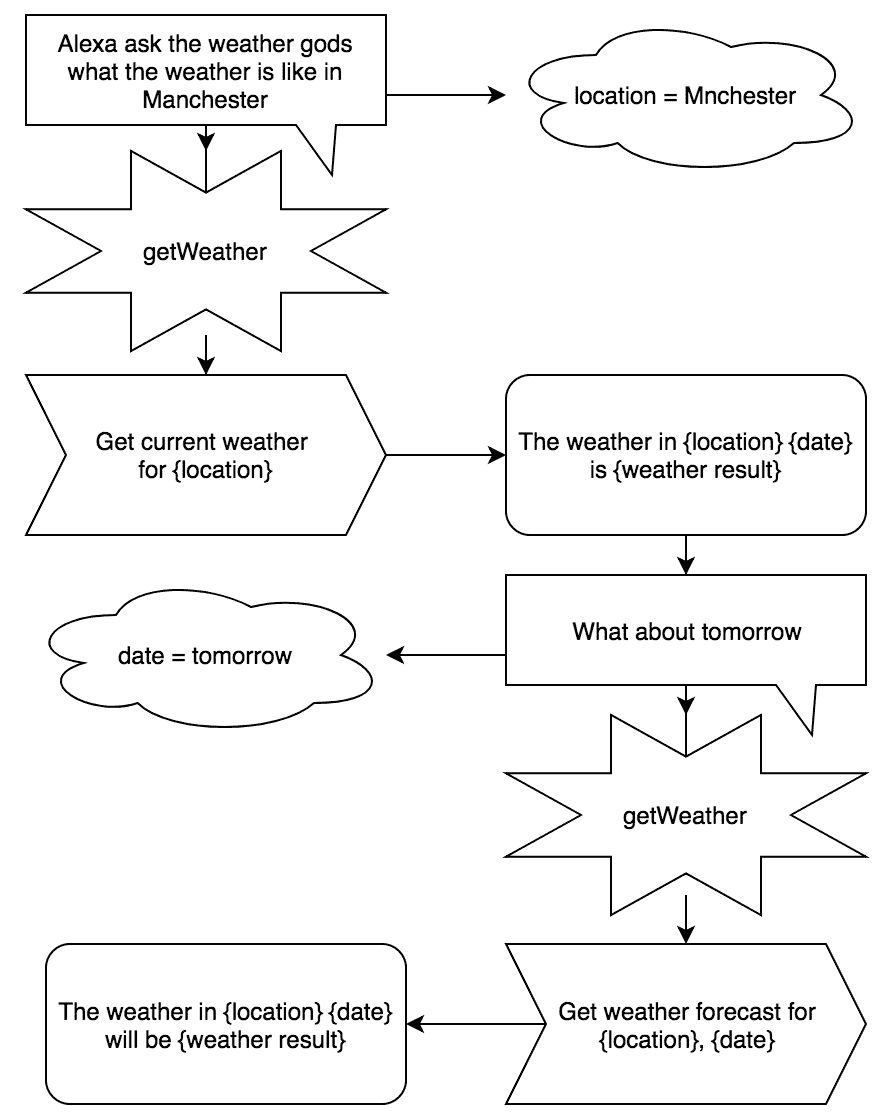 Alexa ask the weather gods
what the weather is like in
Manchester
location = Mnchester
getWeather
Get current weather
for {location}
The weather in {location} {date}
is {weather result}
What about tomorrow
date = tomorrow
getWeather
Get weather forecast for
{location}, {date}
The weather in {location} {date}
will be {weather result}